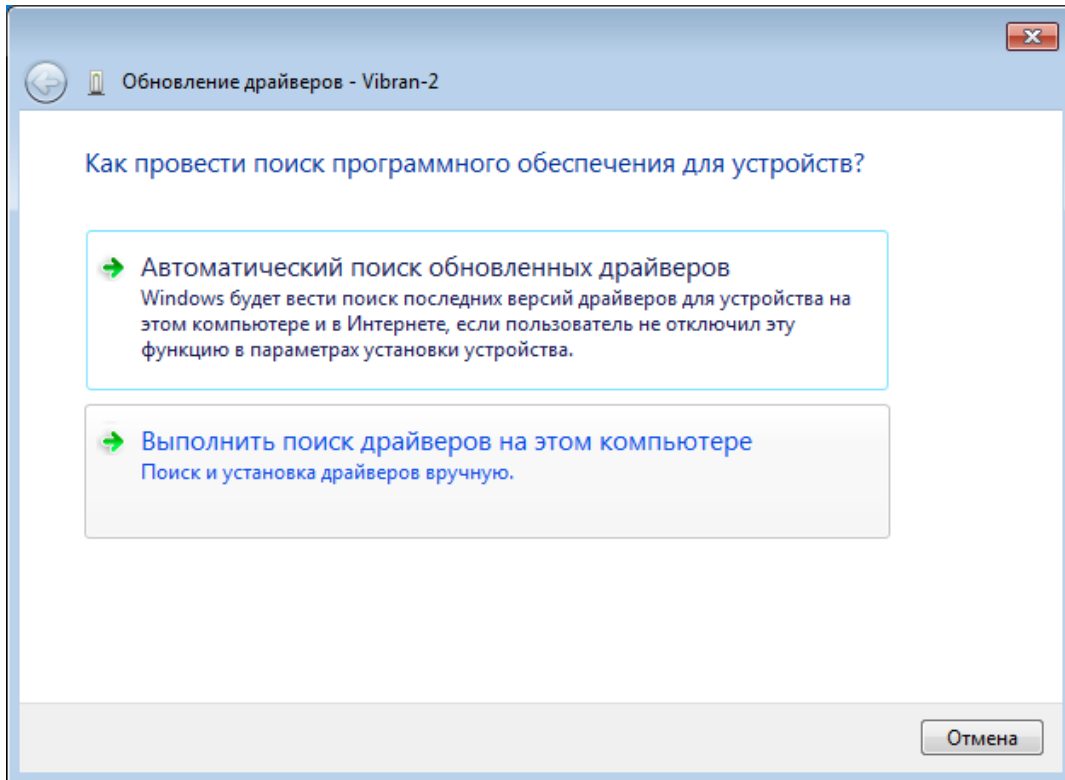 Обновление драйверов - Vibran-2
Как провести поиск программного обеспечения для устройств?
Автоматический поиск обновленных драйверов
Windows будет вести поиск последних версий драйверов для устройства на
этом компьютере и в Интернете, если пользователь не отключил эту
функцию в параметрах установки устройства.
Выполнить поиск драйверов на этом компьютере
Поиск и установка драйверов вручную.
Отмена